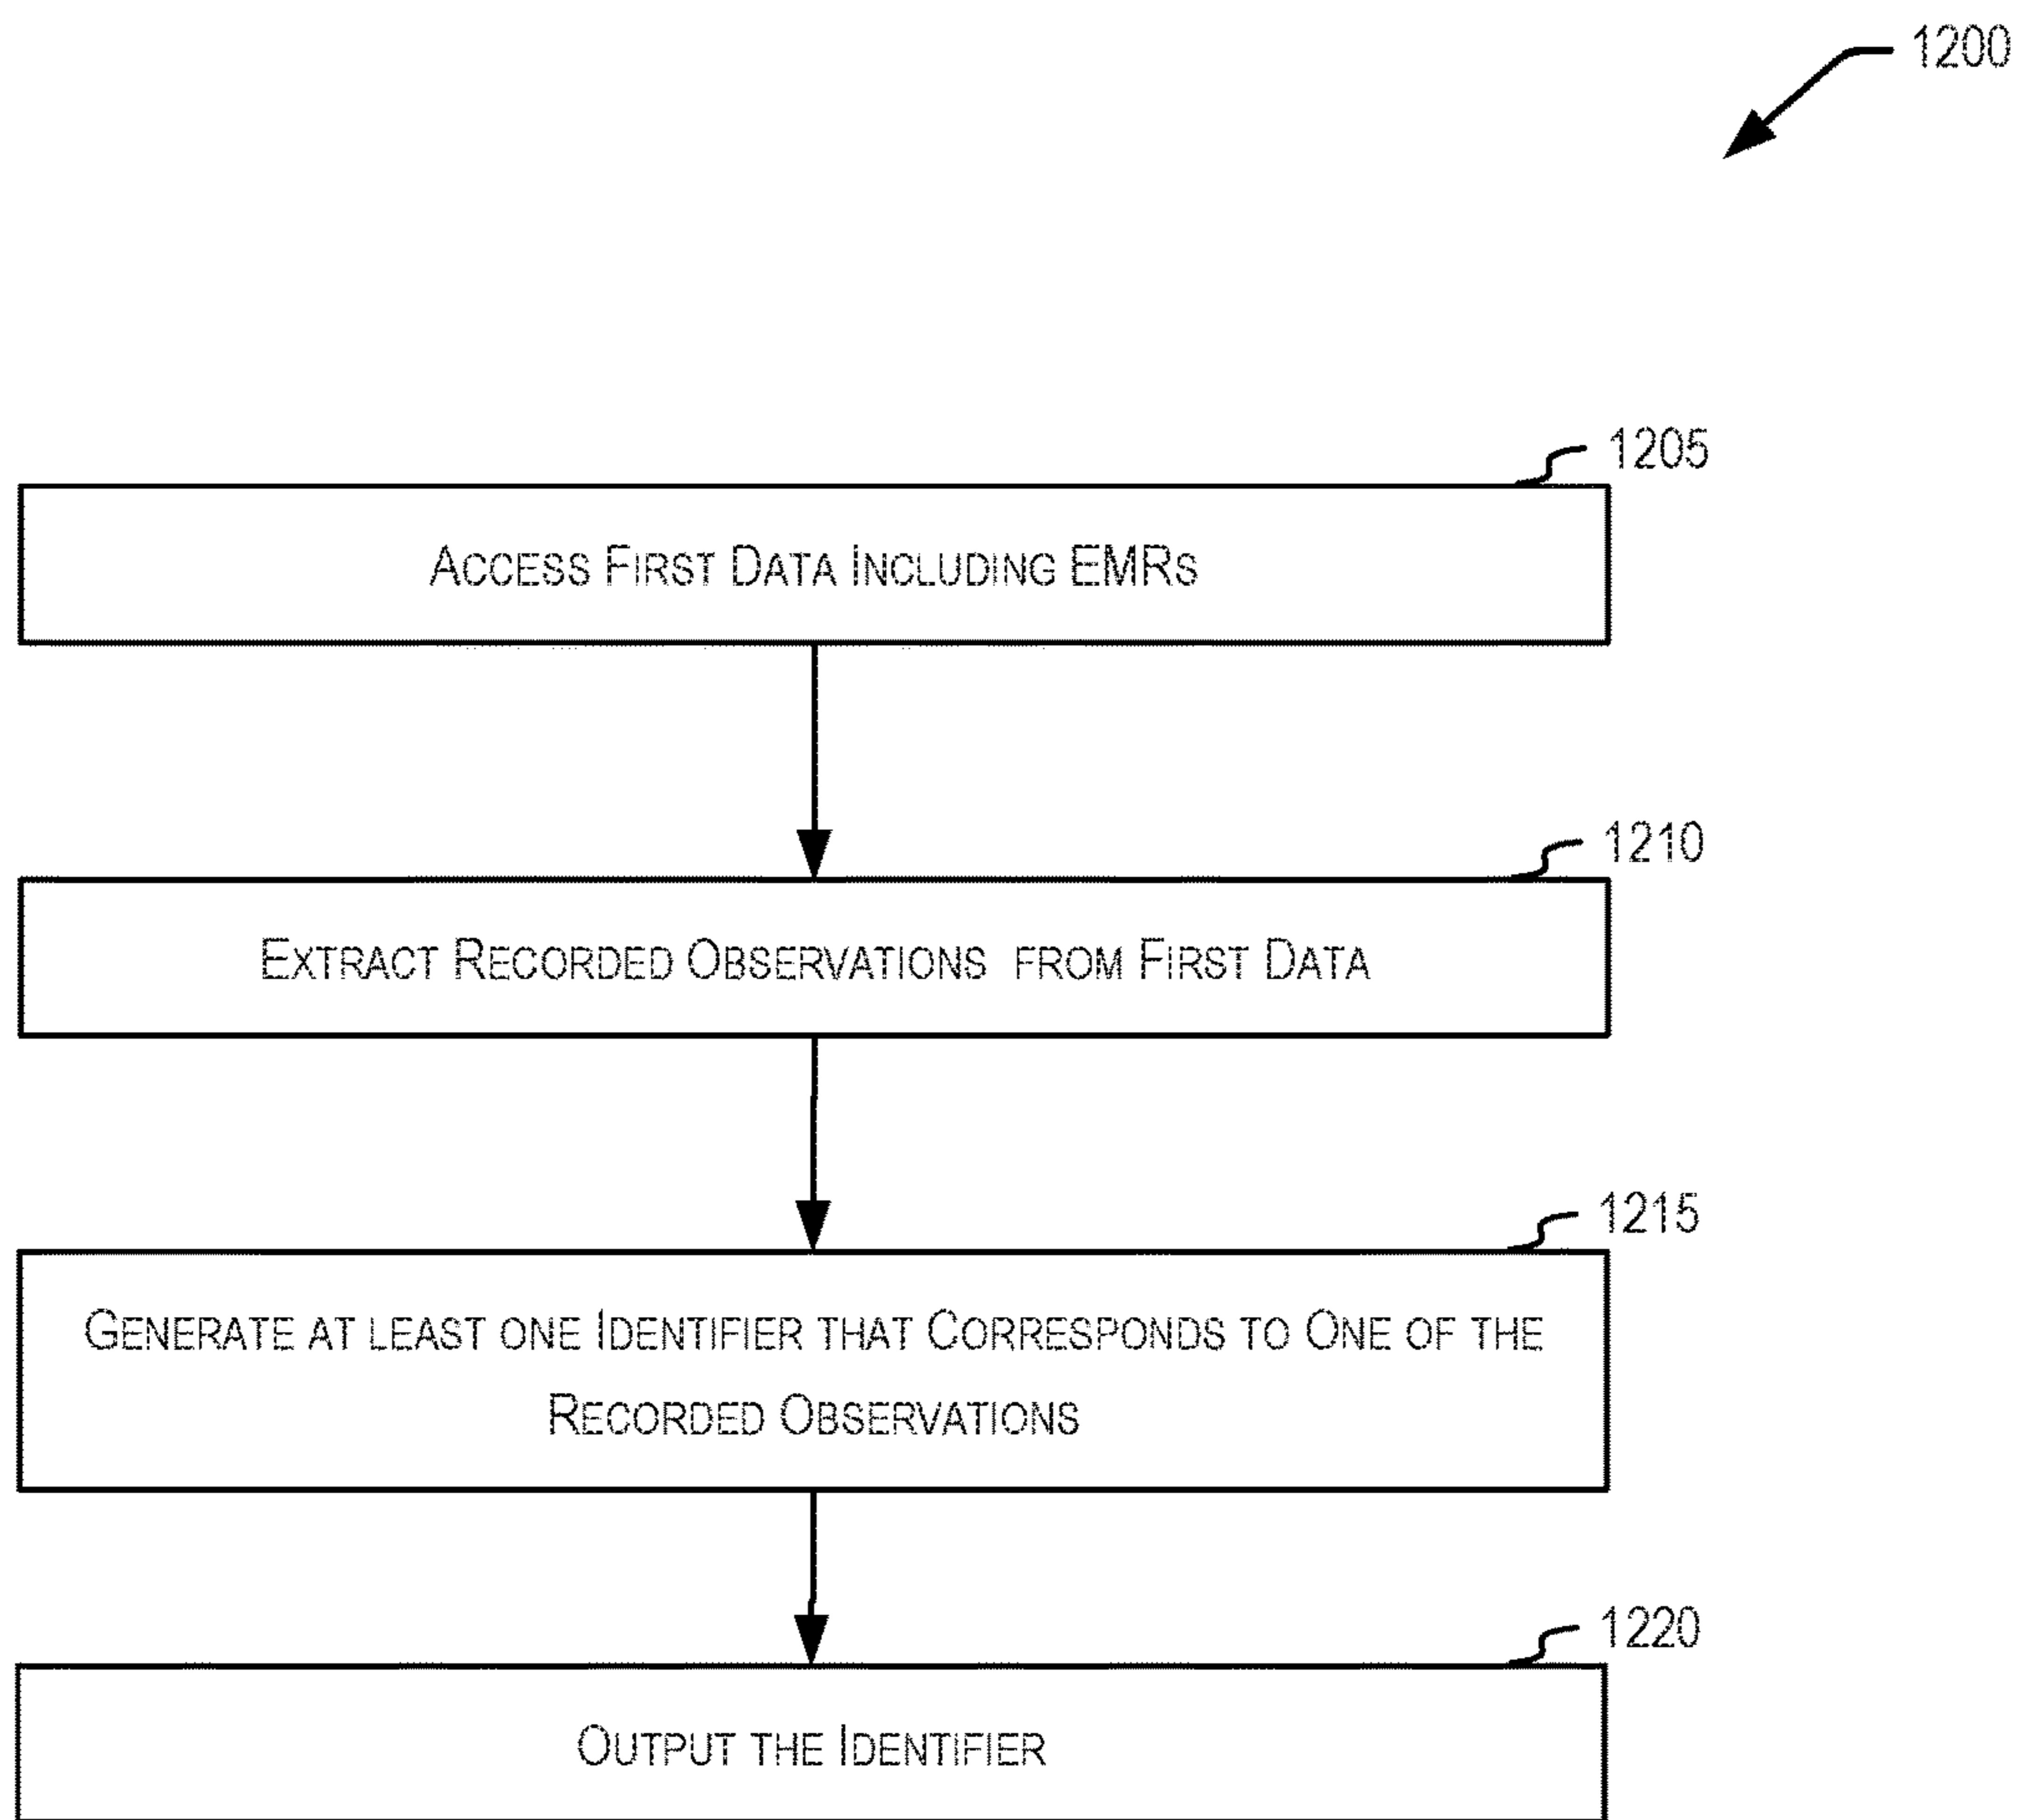 1200
1205
ACCESS FIRST DATA INCLUDING EMRS
1210
EXTRACT RECORDED OBSERVATIONS FROM FIRST DATA
1215
GENERATE AT LEAST ONE IDENTIFIER THAT CORRESPONDS TO ONE OF THE
RECORDED OBSERVATIONS
1220
OUTPUT THE IDENTIFIER